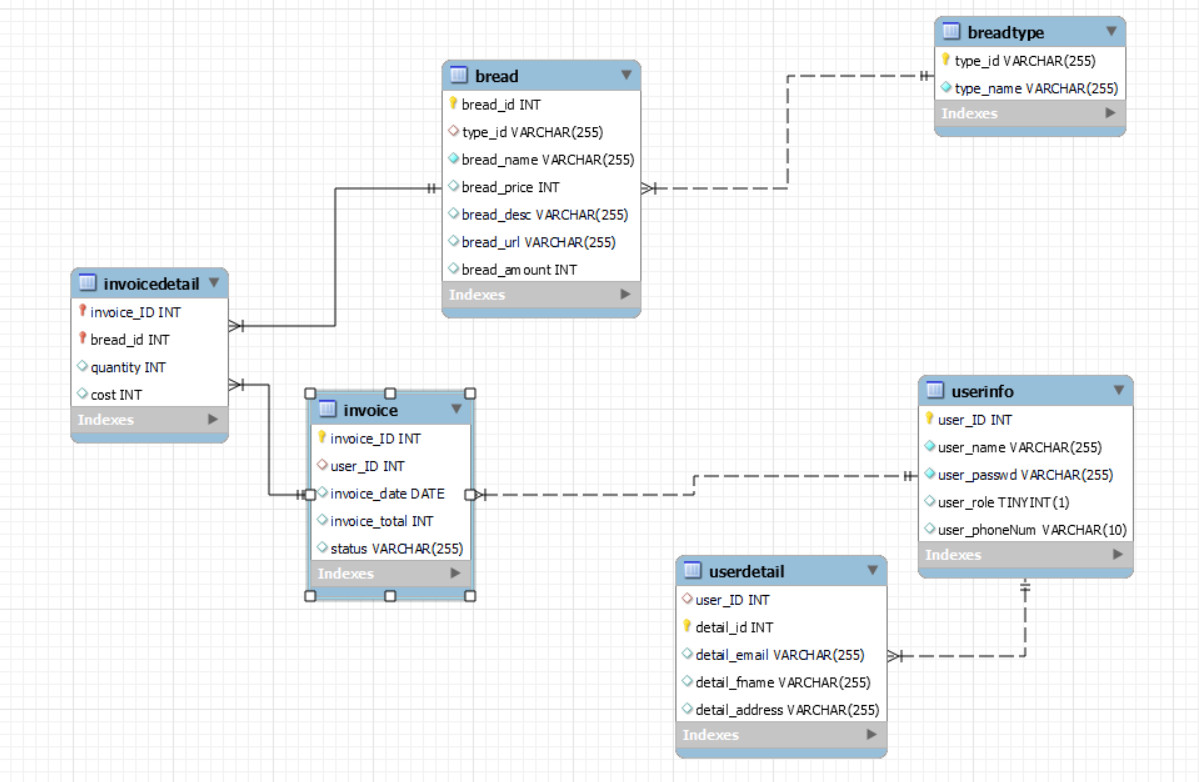 breadtype
type_id VARCHAR(255)
type_name VARCHAR(255)
Indexes
bread
bread_id INT
type_id VARCHAR(255)
bread_name VARCHAR(255)
bread_price INT
bread_desc VARCHAR(255)
bread_url VARCHAR(255)
bread_amount INT
Indexes
invoicedetail
invoice_ID INT
bread_id INT
quantity INT
cost INT
Indexes
invoice
invoice_ID INT
user_ID INT
invoice_date DATE
invoice_total INT
status VARCHAR(255)
Indexes
userinfo
user_ID INT
user_name VARCHAR(255)
user_passwd VARCHAR(255)
user_role TINYINT(1)
user_phoneNum VARCHAR(10)
Indexes
userdetail
user_ID INT
detail_id INT
detail_email VARCHAR(255)
detail_fname VARCHAR(255)
detail_address VARCHAR(255)
Indexes